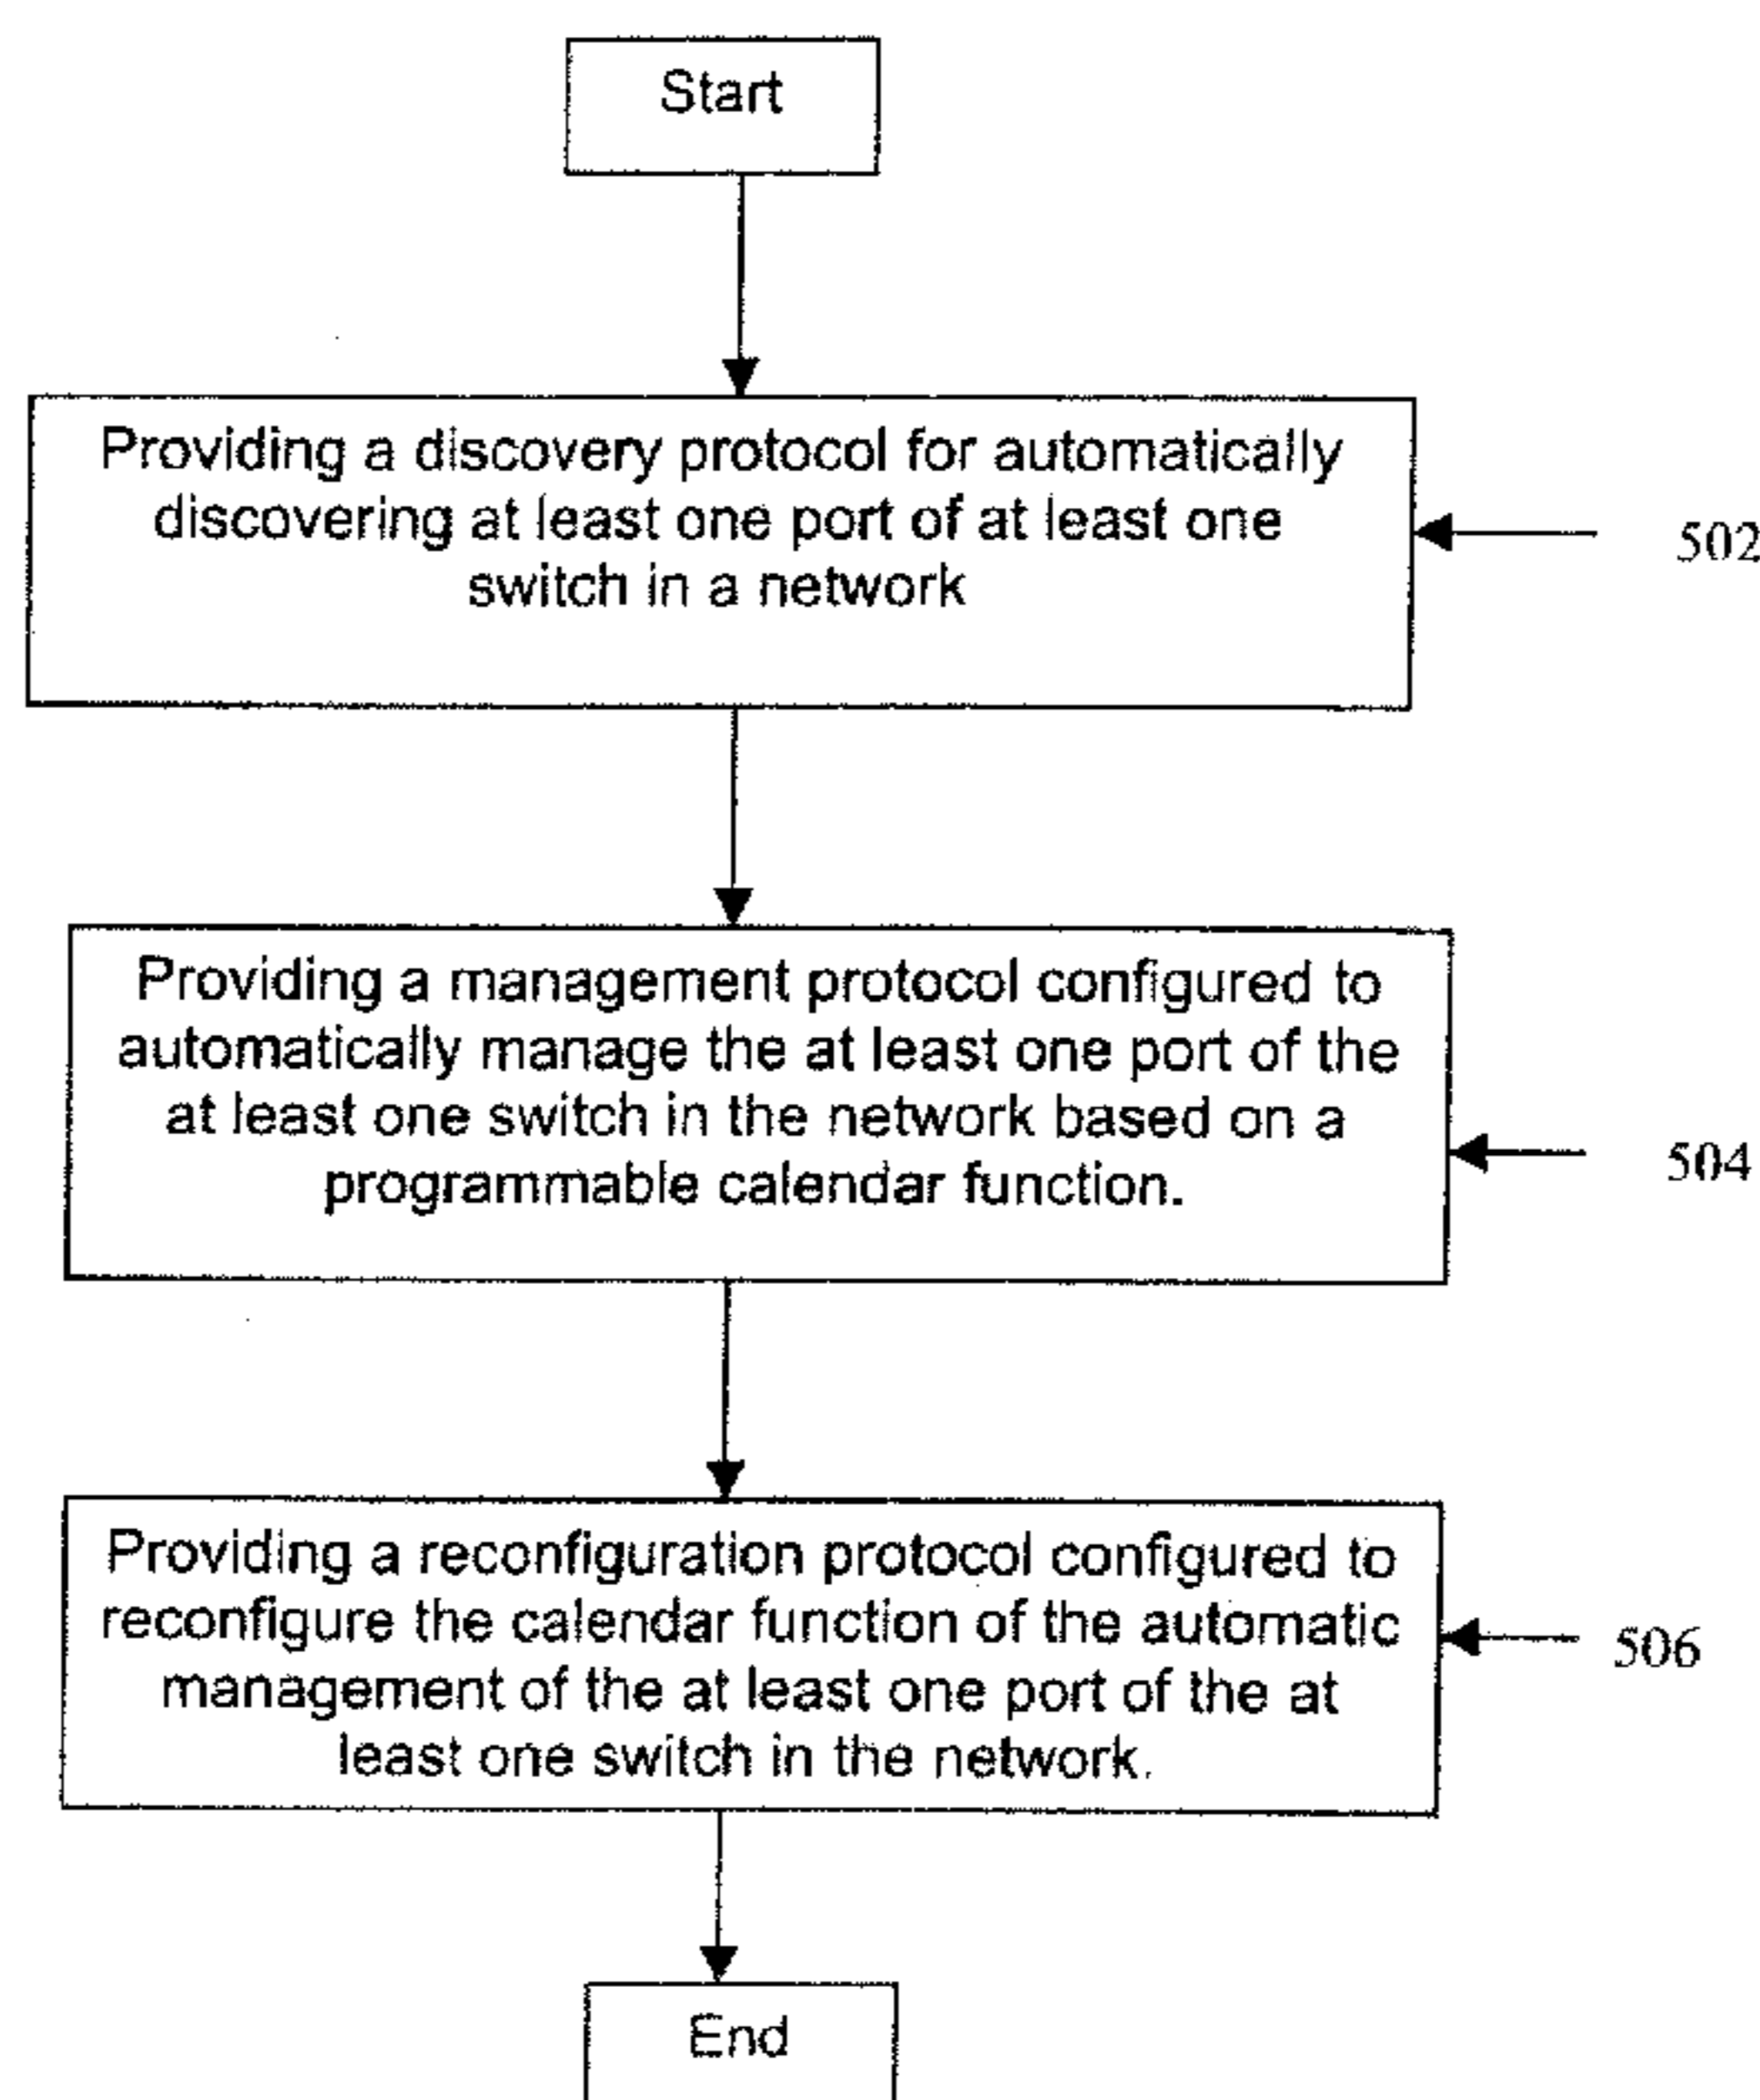 Start
Providing a discovery protocol for automatically
discovering at least one port of at least one
switch in a network
502
Providing a management protocol configured to
automatically manage the at least one port of the
at least one switch in the network based on a
programmable calendar function.
504
Providing a reconfiguration protocol configured to
reconfigure the calendar function of the automatic
management of the at least one port of the at
least one switch in the network.
506
End